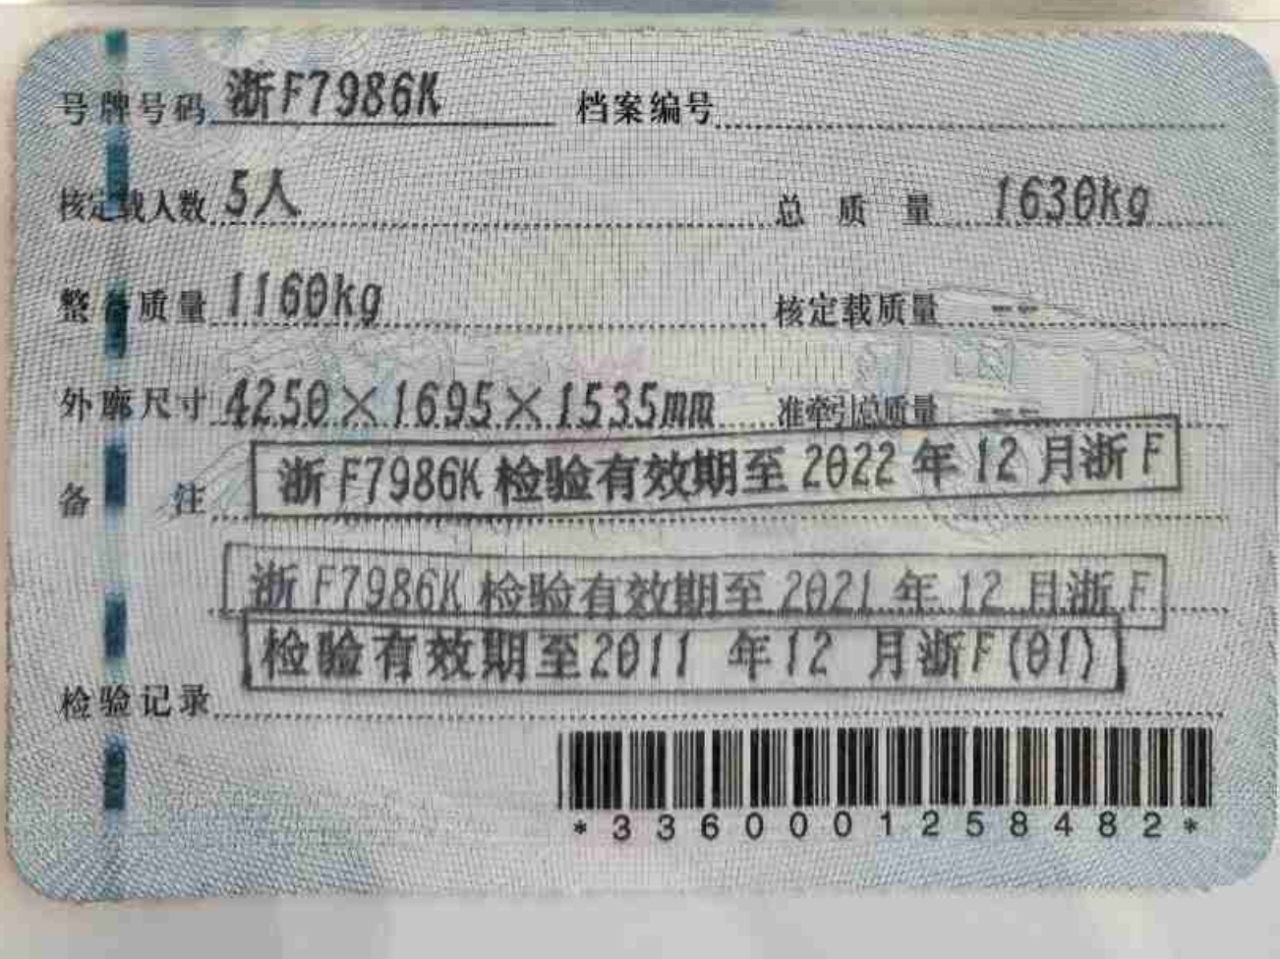 号牌号码 浙F7986K 档案编号
核定载人数 5人 总质量 1630kg
整备质量 1160kg 核定载质量 --
外廓尺寸 4250×1695×1535mm 准牵引总质量 --
备注 浙F7986K检验有效期至2022年12月浙F
浙F7986K检验有效期至2021年12月浙F
检验有效期至2011年12月浙F(01)
检验记录
*3360001258482*